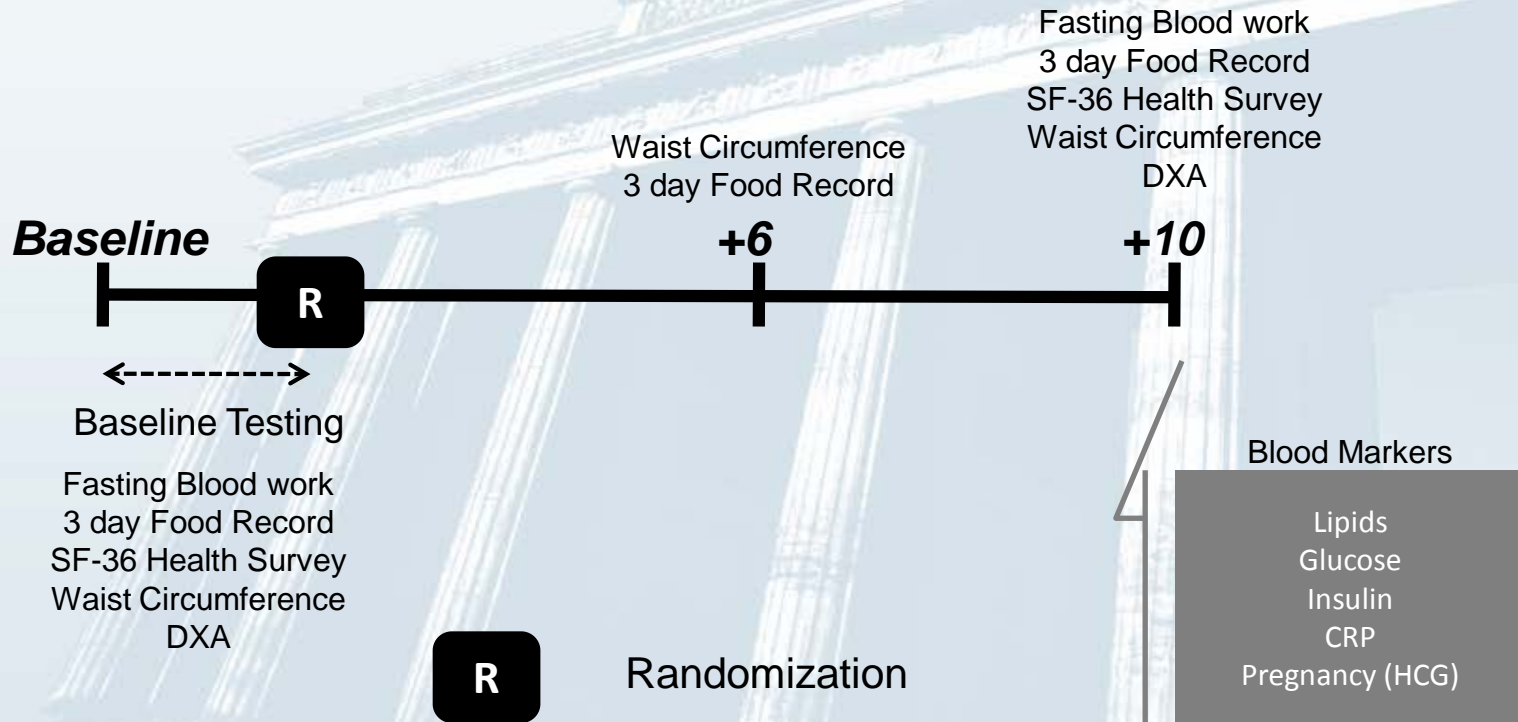 Fasting Blood work
3 day Food Record
SF-36 Health Survey
Waist Circumference
DXA
Waist Circumference
3 day Food Record
Baseline
+6
+10
R
Baseline Testing
Fasting Blood work
3 day Food Record
SF-36 Health Survey
Waist Circumference
DXA
Blood Markers
Lipids
Glucose
Insulin
CRP
Pregnancy (HCG)
R
Randomization